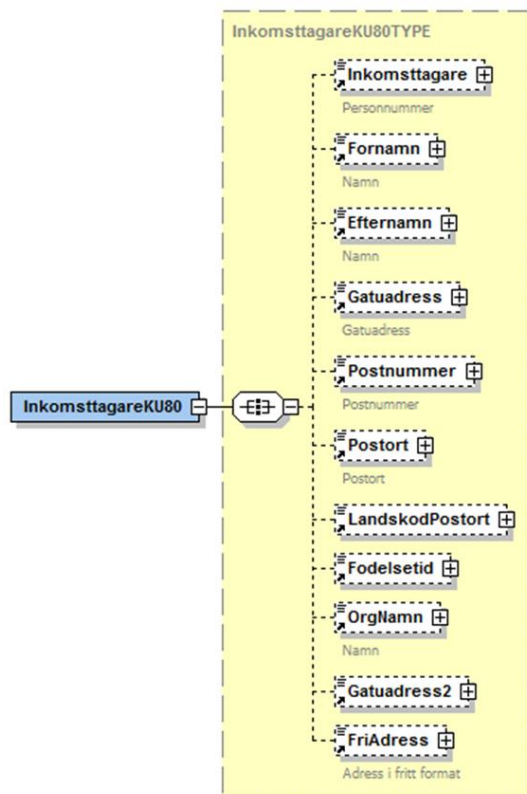 InkomsttagareKU80TYPE
Inkomsttagare
Personnummer
Fornamn
Namn
Efternamn
Namn
Gatuadress
Gatuadress
Postnummer
Postnummer
InkomsttagareKU80
Postort
Postort
LandskodPostort
Fodelsetid
OrgNamn
Namn
Gatuadress2
FriAdress
Adress i fritt format